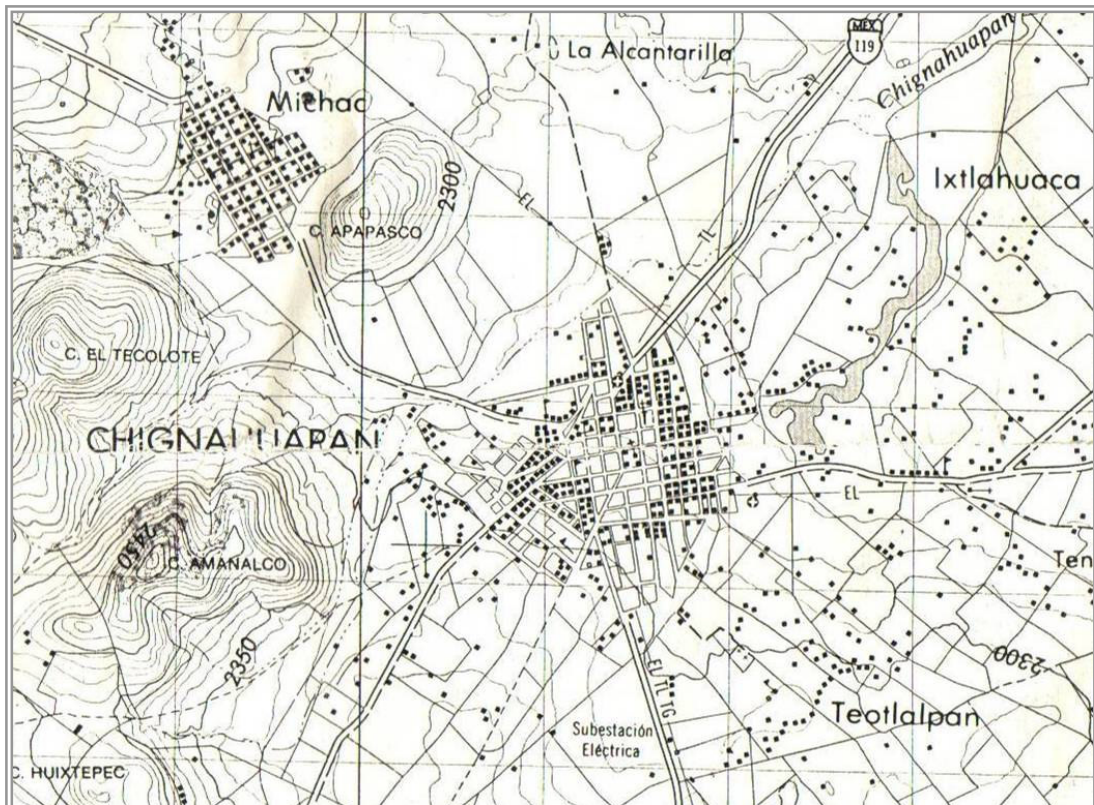 MEX
119
La Alcantarilla
Chignahuapan
Michac
Ixtlahuaca
2300
EL
C. APAPASCO
TL
C. EL TECOLOTE
CHIGNAHUAPAN
EL
2450
C. AMANALCO
Ten
2350
2300
EL TL TG
Teotlalpan
Subestación
Eléctrica
C. HUIXTEPEC